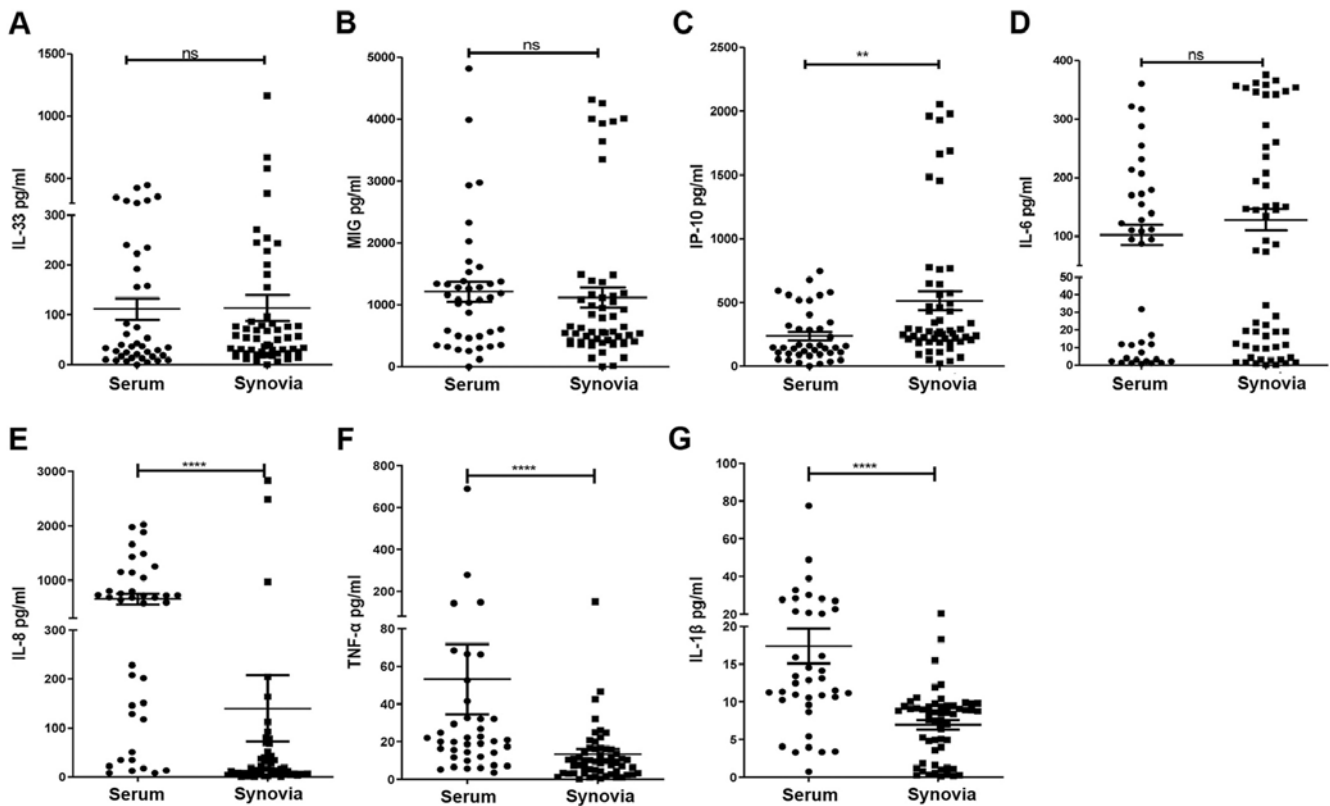 A
ns
IL-33 pg/ml
1500
1000
500
300
200
100
0
Serum Synovia
B
ns
MIG pg/ml
5000
4000
3000
2000
1000
0
Serum Synovia
C
**
IP-10 pg/ml
2500
2000
1500
1000
500
0
Serum Synovia
D
ns
IL-6 pg/ml
400
300
200
100
50
40
30
20
10
0
Serum Synovia
E
****
IL-8 pg/ml
3000
2000
1000
300
200
100
0
Serum Synovia
F
****
TNF-α pg/ml
800
600
400
200
80
60
40
20
0
Serum Synovia
G
****
IL-1β pg/ml
100
80
60
40
20
20
15
10
5
0
Serum Synovia